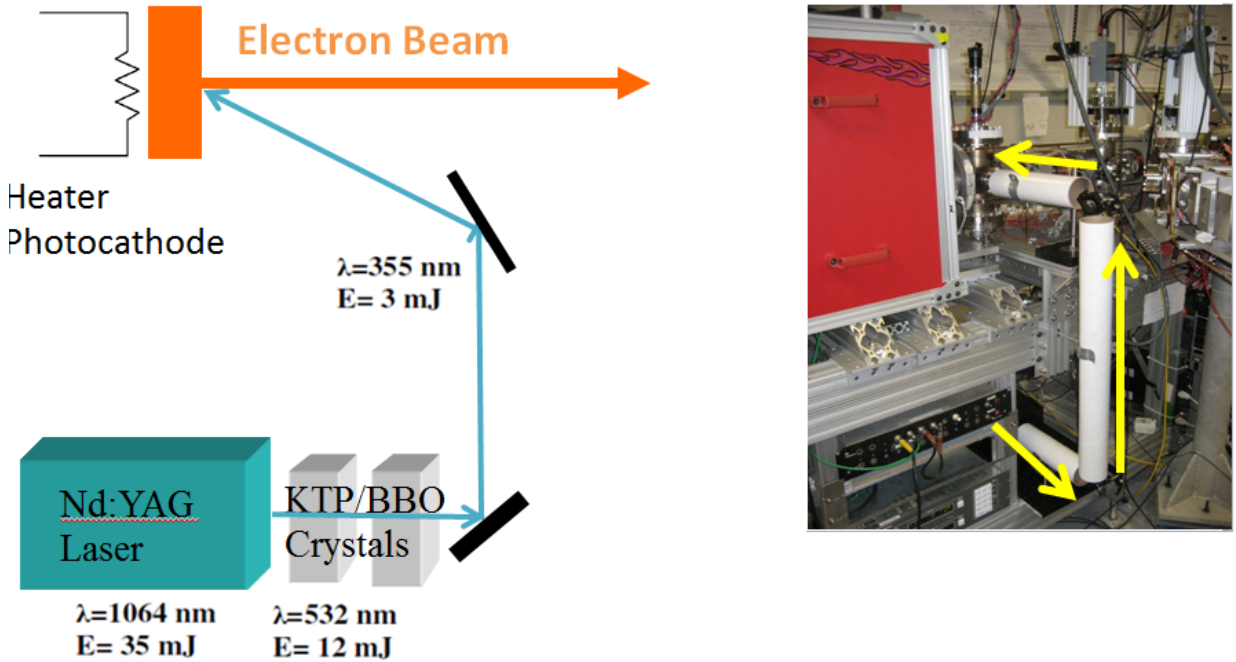 Electron Beam
Heater
Photocathode
λ=355 nm
E= 3 mJ
Nd:YAG
Laser
KTP/BBO
Crystals
λ=1064 nm
E= 35 mJ
λ=532 nm
E= 12 mJ